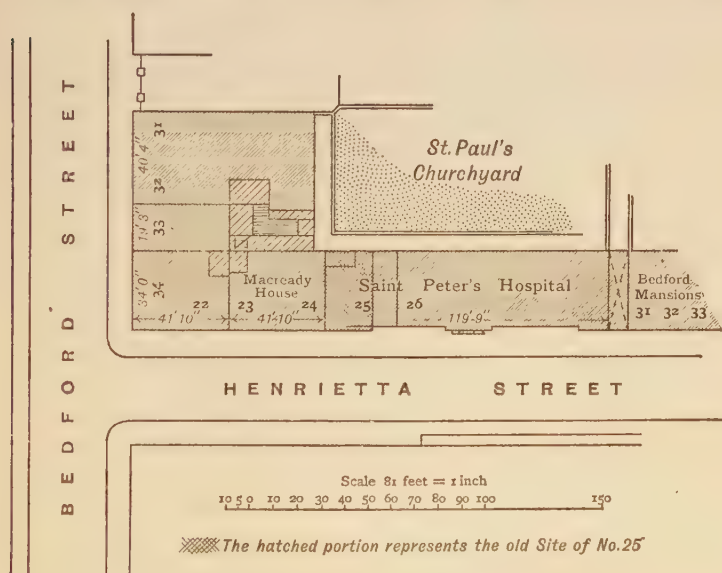 BEDFORD STREET
31
40' 4"
32
19' 3"
33
34' 0"
34
St. Paul's
Churchyard
Macready
House
22 23 24
41' 10" 41' 10"
Saint Peter's Hospital
25 26
119'-9"
Bedford
Mansions
31 32 33
HENRIETTA STREET
Scale 81 feet = 1 inch
10 5 0 10 20 30 40 50 60 70 80 90 100 150
The hatched portion represents the old Site of No. 25